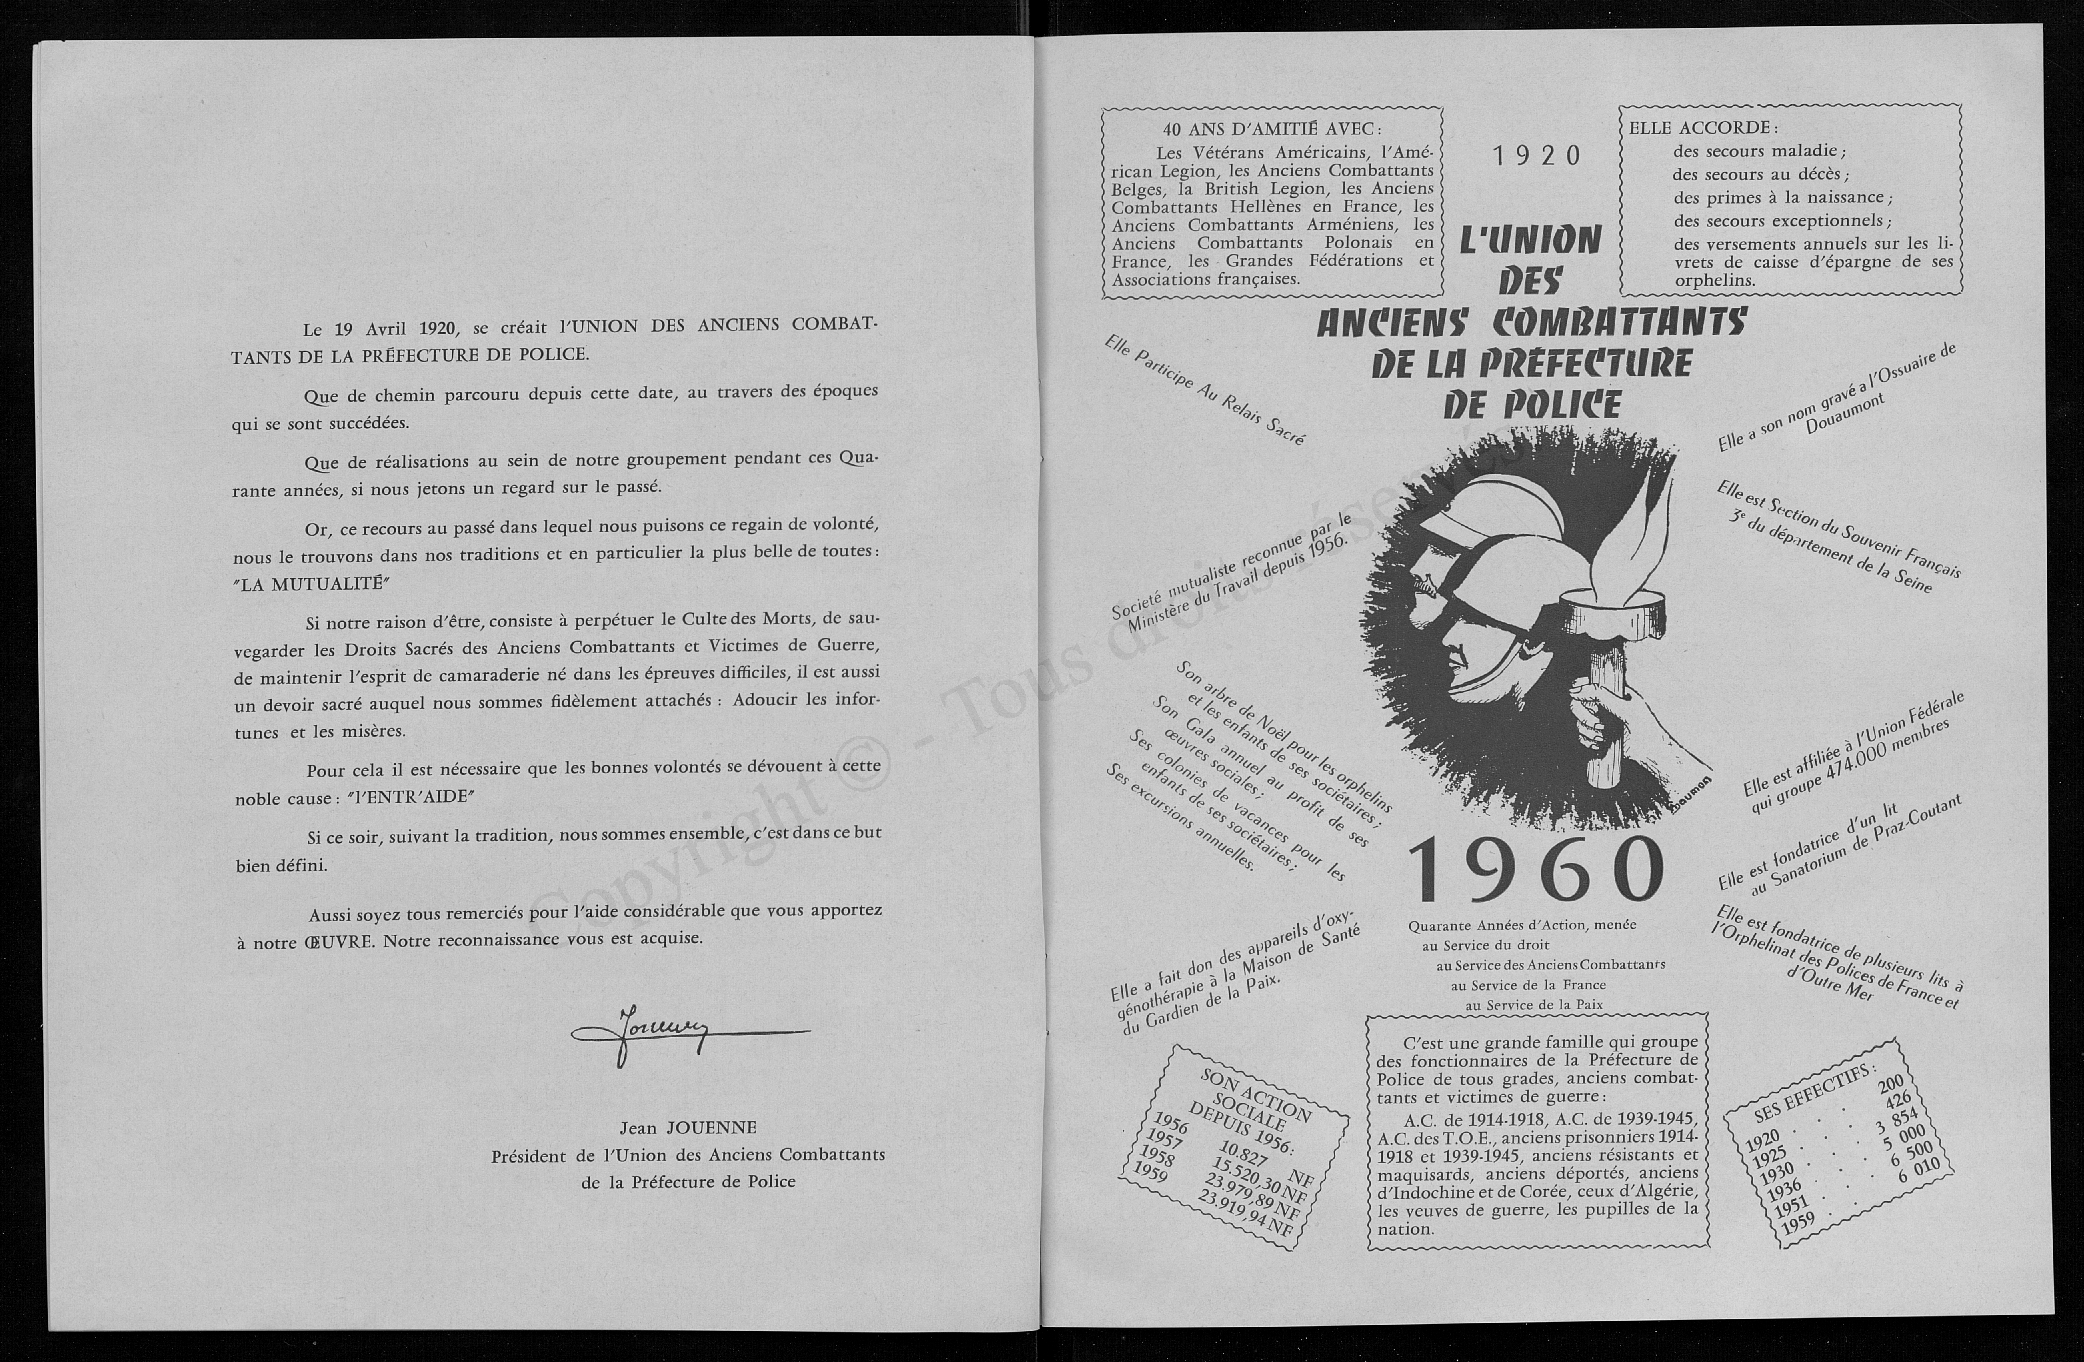 Le 19 Avril 1920, se créait l'UNION DES ANCIENS COMBAT-
TANTS DE LA PRÉFECTURE DE POLICE.
Que de chemin parcouru depuis cette date, au travers des époques
qui se sont succédées.
Que de réalisations au sein de notre groupement pendant ces Qua-
rante années, si nous jetons un regard sur le passé.
Or, ce recours au passé dans lequel nous puisons ce regain de volonté,
nous le trouvons dans nos traditions et en particulier la plus belle de toutes :
"LA MUTUALITÉ"
Si notre raison d'être, consiste à perpétuer le Culte des Morts, de sau-
vegarder les Droits Sacrés des Anciens Combattants et Victimes de Guerre,
de maintenir l'esprit de camaraderie né dans les épreuves difficiles, il est aussi
un devoir sacré auquel nous sommes fidèlement attachés : Adoucir les infor-
tunes et les misères.
Pour cela il est nécessaire que les bonnes volontés se dévouent à cette
noble cause : "l'ENTR'AIDE"
Si ce soir, suivant la tradition, nous sommes ensemble, c'est dans ce but
bien défini.
Aussi soyez tous remerciés pour l'aide considérable que vous apportez
à notre ŒUVRE. Notre reconnaissance vous est acquise.
Jouenne
Jean JOUENNE
Président de l'Union des Anciens Combattants
de la Préfecture de Police
40 ANS D'AMITIÉ AVEC :
Les Vétérans Américains, l'Amé-
rican Legion, les Anciens Combattants
Belges, la British Legion, les Anciens
Combattants Hellènes en France, les
Anciens Combattants Arméniens, les
Anciens Combattants Polonais en
France, les Grandes Fédérations et
Associations françaises.
1920
ELLE ACCORDE :
des secours maladie ;
des secours au décès ;
des primes à la naissance ;
des secours exceptionnels ;
des versements annuels sur les li-
vrets de caisse d'épargne de ses
orphelins.
L'UNION
DES
ANCIENS COMBATTANTS
DE LA PRÉFECTURE
DE POLICE
Elle Participe Au Relais Sacré
Elle a son nom gravé a l'Ossuaire de
Douaumont
Societé mutualiste reconnue par le
Ministère du Travail depuis 1956.
Elle est Section du Souvenir Français
3e du département de la Seine
Son arbre de Noël pour les orphelins
et les enfants de ses sociétaires ;
Son Gala annuel au profit de ses
œuvres sociales ;
Ses colonies de vacances pour les
enfants de ses sociétaires ;
Ses excursions annuelles.
Elle est affiliée à l'Union Fédérale
qui groupe 474.000 membres
Elle est fondatrice d'un lit
au Sanatorium de Praz-Coutant
DAUMON
1960
Quarante Années d'Action, menée
au Service du droit
au Service des Anciens Combattants
au Service de la France
au Service de la Paix
Elle a fait don des appareils d'oxy-
génothérapie à la Maison de Santé
du Gardien de la Paix.
Elle est fondatrice de plusieurs lits à
l'Orphelinat des Polices de France et
d'Outre Mer
SON ACTION
SOCIALE
DEPUIS 1956 :
1956 10.827 NF
1957 15.520,30 NF
1958 23.979,89 NF
1959 23.919,94 NF
C'est une grande famille qui groupe
des fonctionnaires de la Préfecture de
Police de tous grades, anciens combat-
tants et victimes de guerre :
A.C. de 1914-1918, A.C. de 1939-1945,
A.C. des T.O.E., anciens prisonniers 1914-
1918 et 1939-1945, anciens résistants et
maquisards, anciens déportés, anciens
d'Indochine et de Corée, ceux d'Algérie,
les veuves de guerre, les pupilles de la
nation.
SES EFFECTIFS :
1920 . . . 200
1925 . . . 426
1930 . . . 3 854
1936 . . . 5 000
1951 . . . 6 500
1959 . . . 6 010
Copyright © - Tous droits réservés